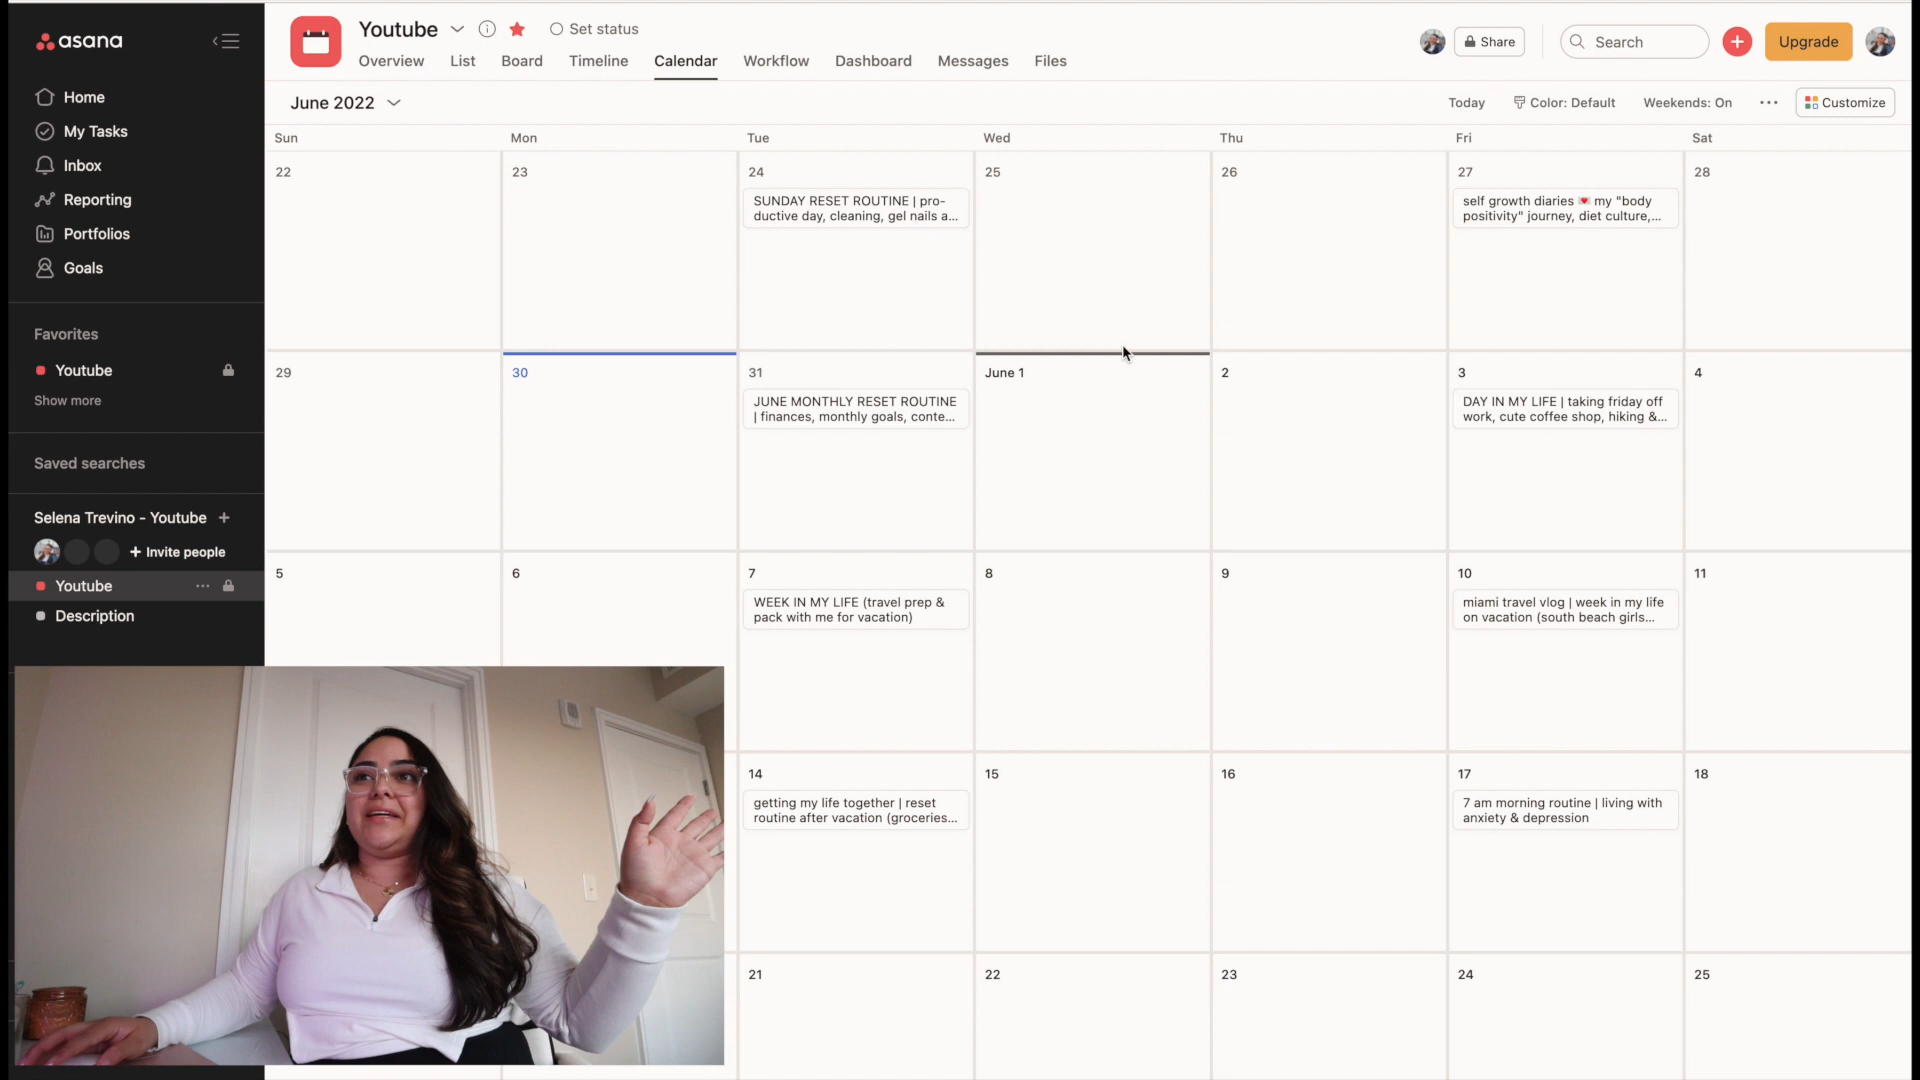 asana
Home
My Tasks
Inbox
Reporting
Portfolios
Goals
Favorites
Youtube
Show more
Saved searches
Selena Trevino - Youtube +
+ Invite people
Youtube ...
Description
Youtube
Set status
Overview List Board Timeline Calendar Workflow Dashboard Messages Files
Share
Search
+
Upgrade
June 2022
Today Color: Default Weekends: On ... Customize
Sun Mon Tue Wed Thu Fri Sat
22 23 24 25 26 27 28
SUNDAY RESET ROUTINE | pro-
ductive day, cleaning, gel nails a...
self growth diaries 💌 my "body
positivity" journey, diet culture,...
29 30 31 June 1 2 3 4
JUNE MONTHLY RESET ROUTINE
| finances, monthly goals, conte...
DAY IN MY LIFE | taking friday off
work, cute coffee shop, hiking &...
5 6 7 8 9 10 11
WEEK IN MY LIFE (travel prep &
pack with me for vacation)
miami travel vlog | week in my life
on vacation (south beach girls...
14 15 16 17 18
getting my life together | reset
routine after vacation (groceries...
7 am morning routine | living with
anxiety & depression
21 22 23 24 25